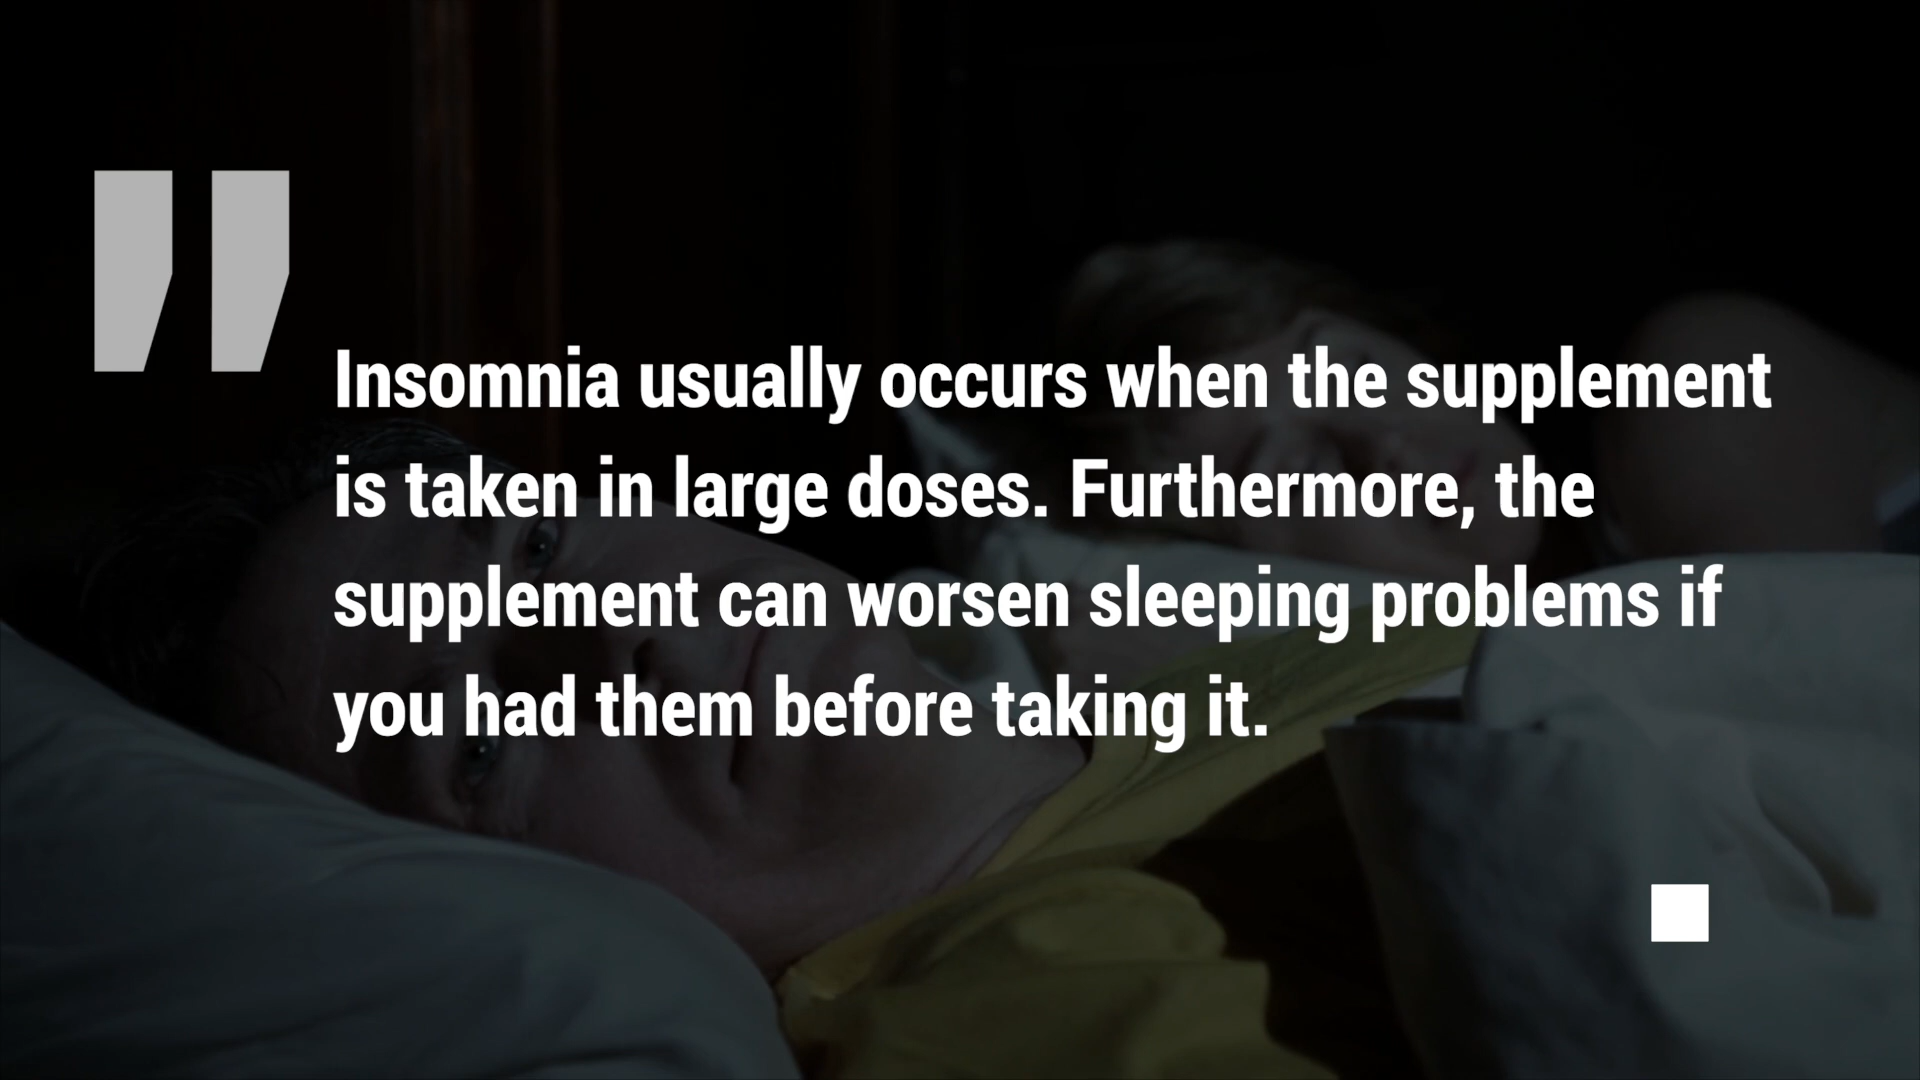 "
Insomnia usually occurs when the supplement
is taken in large doses. Furthermore, the
supplement can worsen sleeping problems if
you had them before taking it.